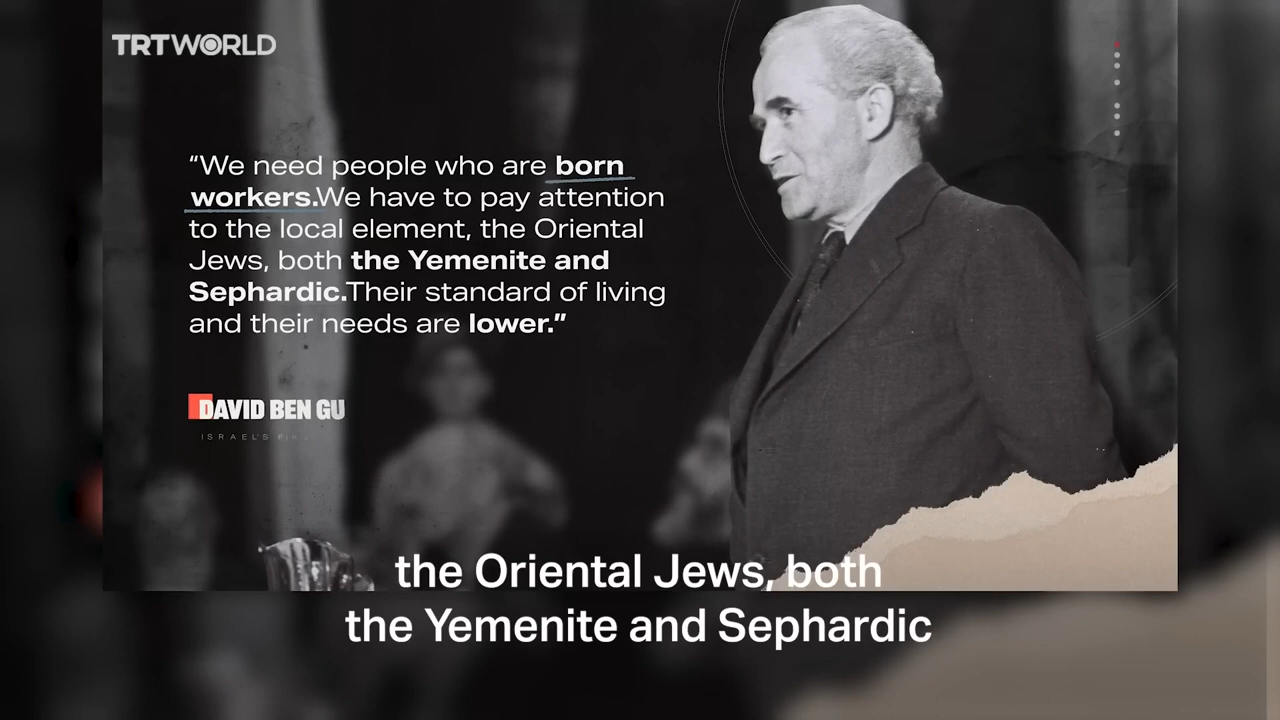 TRTWORLD
“We need people who are born
workers.We have to pay attention
to the local element, the Oriental
Jews, both the Yemenite and
Sephardic.Their standard of living
and their needs are lower.”
DAVID BEN GU
ISRAEL'S
the Oriental Jews, both
the Yemenite and Sephardic